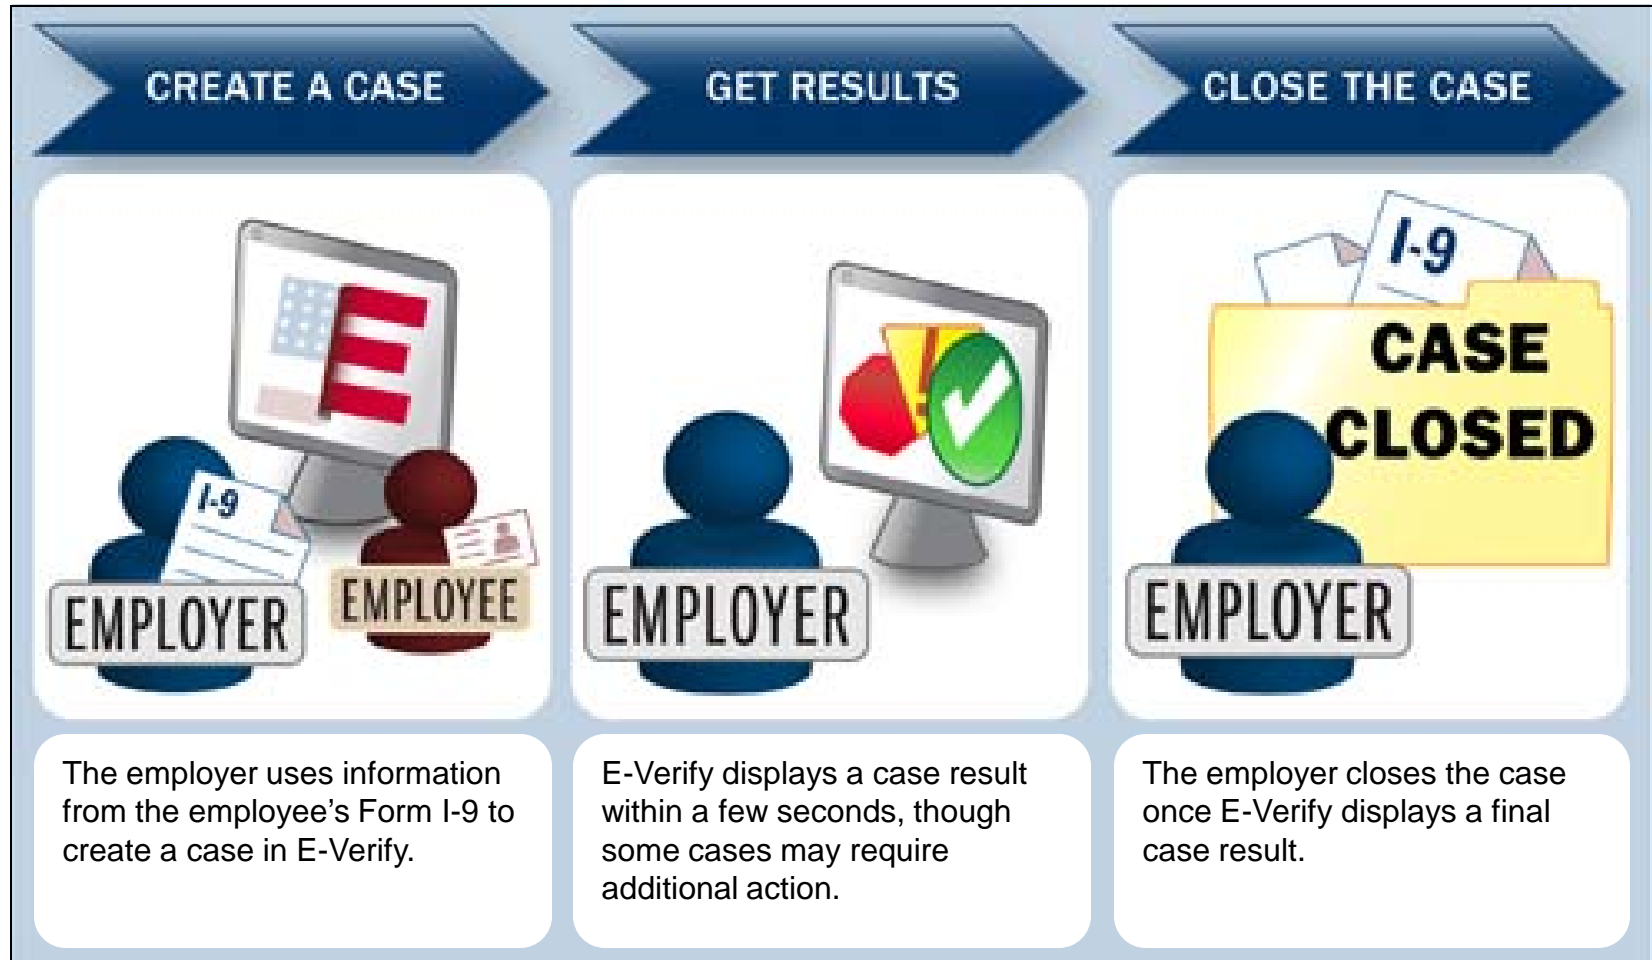 CREATE A CASE
GET RESULTS
CLOSE THE CASE
I-9
EMPLOYER
EMPLOYEE
EMPLOYER
I-9
CASE
CLOSED
EMPLOYER
The employer uses information
from the employee’s Form I-9 to
create a case in E-Verify.
E-Verify displays a case result
within a few seconds, though
some cases may require
additional action.
The employer closes the case
once E-Verify displays a final
case result.